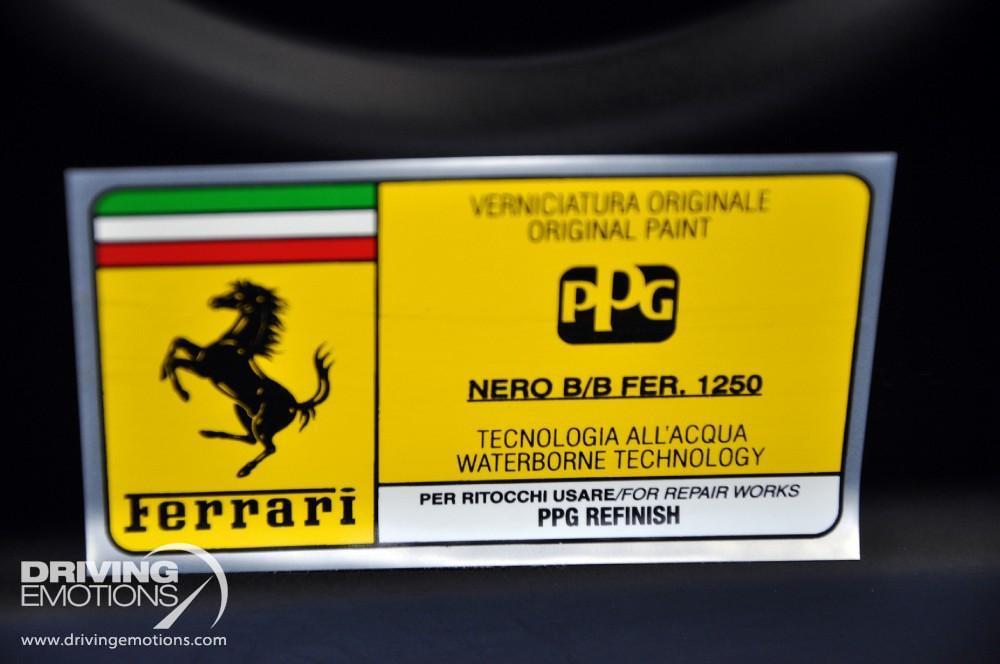 VERNICIATURA ORIGINALE
ORIGINAL PAINT
PPG
NERO B/B FER. 1250
TECNOLOGIA ALL'ACQUA
WATERBORNE TECHNOLOGY
PER RITOCCHI USARE/FOR REPAIR WORKS
PPG REFINISH
Ferrari
DRIVING
EMOTIONS
www.drivingemotions.com